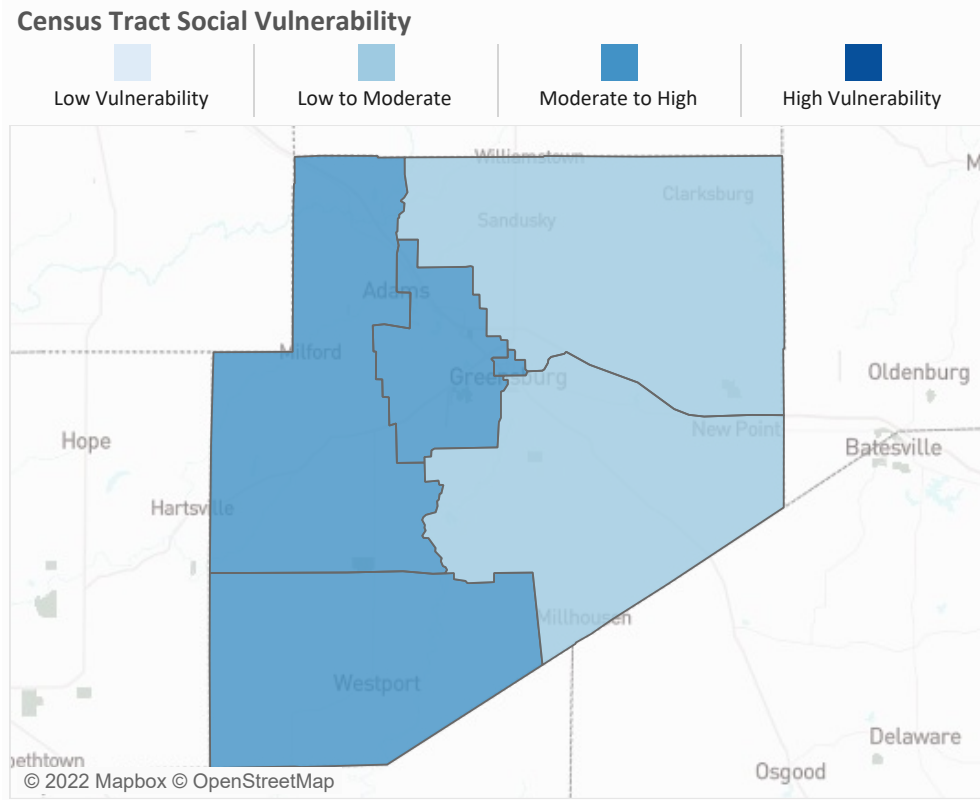 Census Tract Social Vulnerability
Low Vulnerability
Low to Moderate
Moderate to High
High Vulnerability
Williamstown
M
Clarksburg
Sandusky
Adams
Milford
Greensburg
Oldenburg
New Point
Hope
Batesville
Hartsville
Millhousen
Westport
Delaware
bethtown
Osgood
© 2022 Mapbox © OpenStreetMap